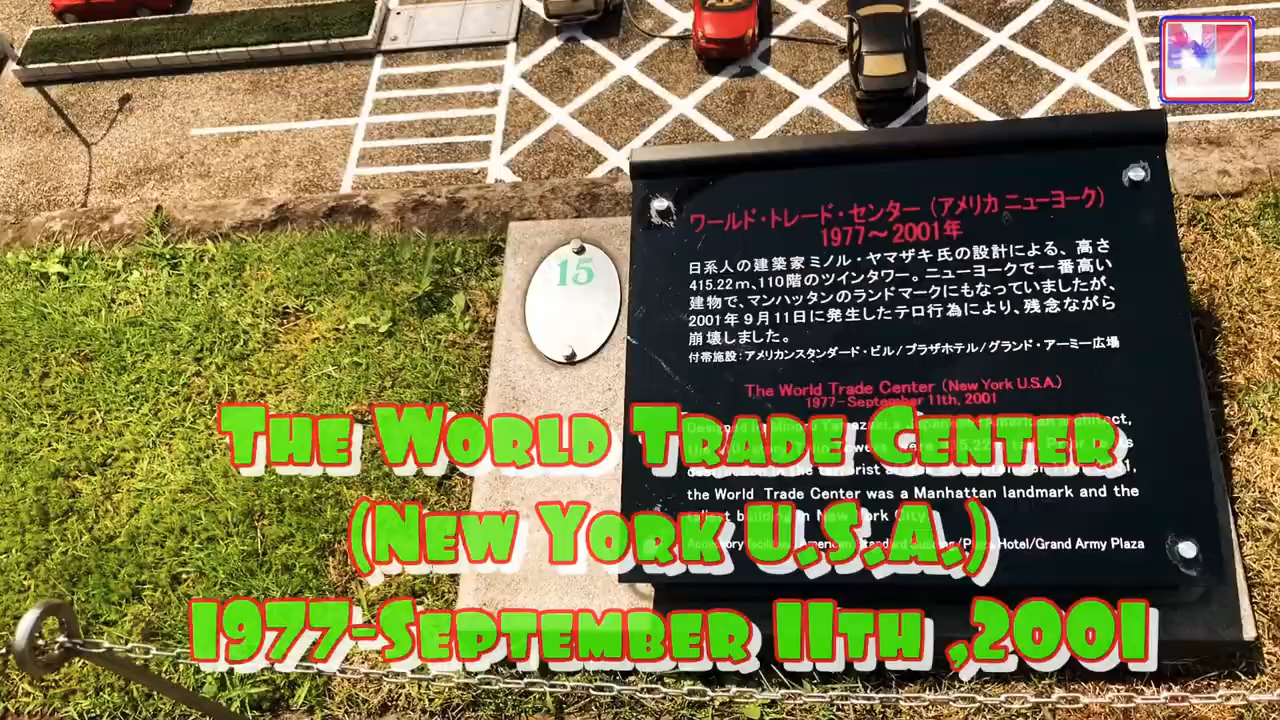 15
ワールド・トレード・センター（アメリカ ニューヨーク）
1977〜2001年
日系人の建築家ミノル・ヤマザキ氏の設計による、高さ
415.22m、110階のツインタワー。ニューヨークで一番高い
建物で、マンハッタンのランドマークにもなっていましたが、
2001年9月11日に発生したテロ行為により、残念ながら
崩壊しました。
付帯施設：アメリカンスタンダード・ビル/プラザホテル/グランド・アーミー広場
The World Trade Center (New York U.S.A.)
1977-September 11th, 2001
architect,
the World Trade Center was a Manhattan landmark and the
Hotel/Grand Army Plaza
The World Trade Center
(New York U.S.A.)
1977-September 11th ,2001